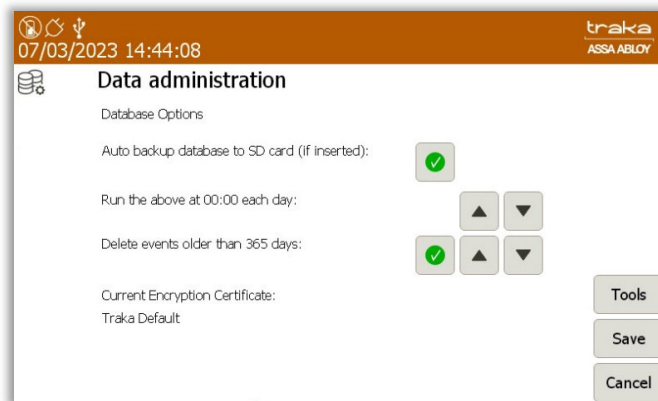 07/03/2023 14:44:08
traka
ASSA ABLOY
Data administration
Database Options
Auto backup database to SD card (if inserted):
Run the above at 00:00 each day:
Delete events older than 365 days:
Current Encryption Certificate:
Traka Default
Tools
Save
Cancel